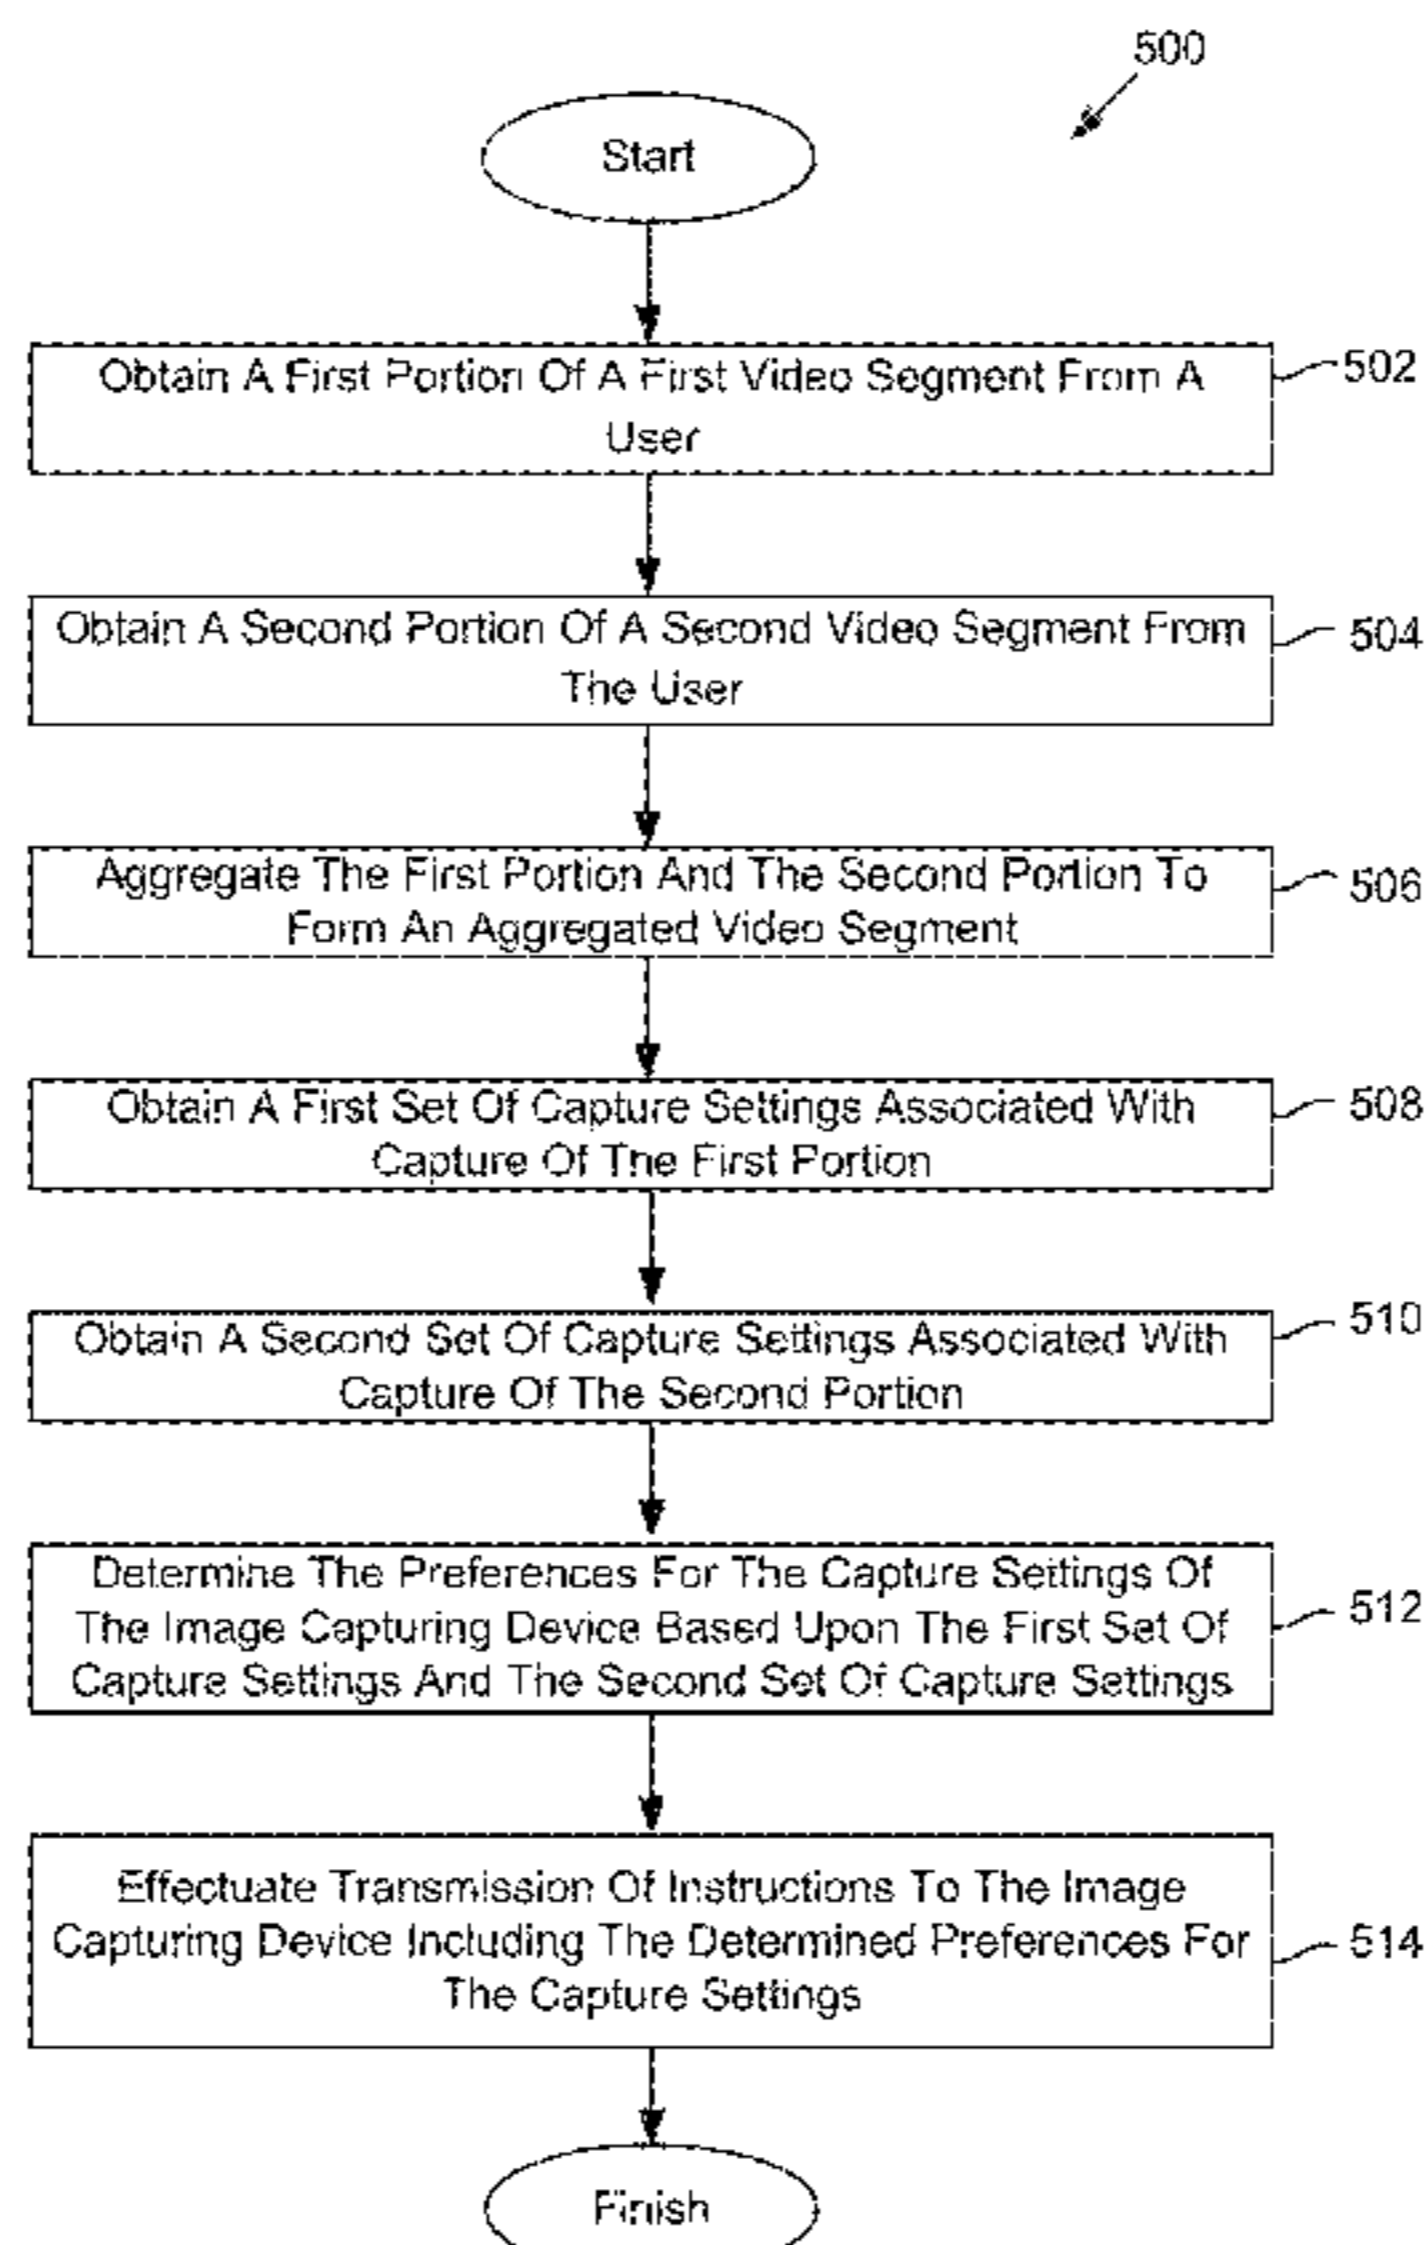 500
Start
Obtain A First Portion Of A First Video Segment From A
User
502
Obtain A Second Portion Of A Second Video Segment From
The User
504
Aggregate The First Portion And The Second Portion To
Form An Aggregated Video Segment
506
Obtain A First Set Of Capture Settings Associated With
Capture Of The First Portion
508
Obtain A Second Set Of Capture Settings Associated With
Capture Of The Second Portion
510
Determine The Preferences For The Capture Settings Of
The Image Capturing Device Based Upon The First Set Of
Capture Settings And The Second Set Of Capture Settings
512
Effectuate Transmission Of Instructions To The Image
Capturing Device Including The Determined Preferences For
The Capture Settings
514
Finish